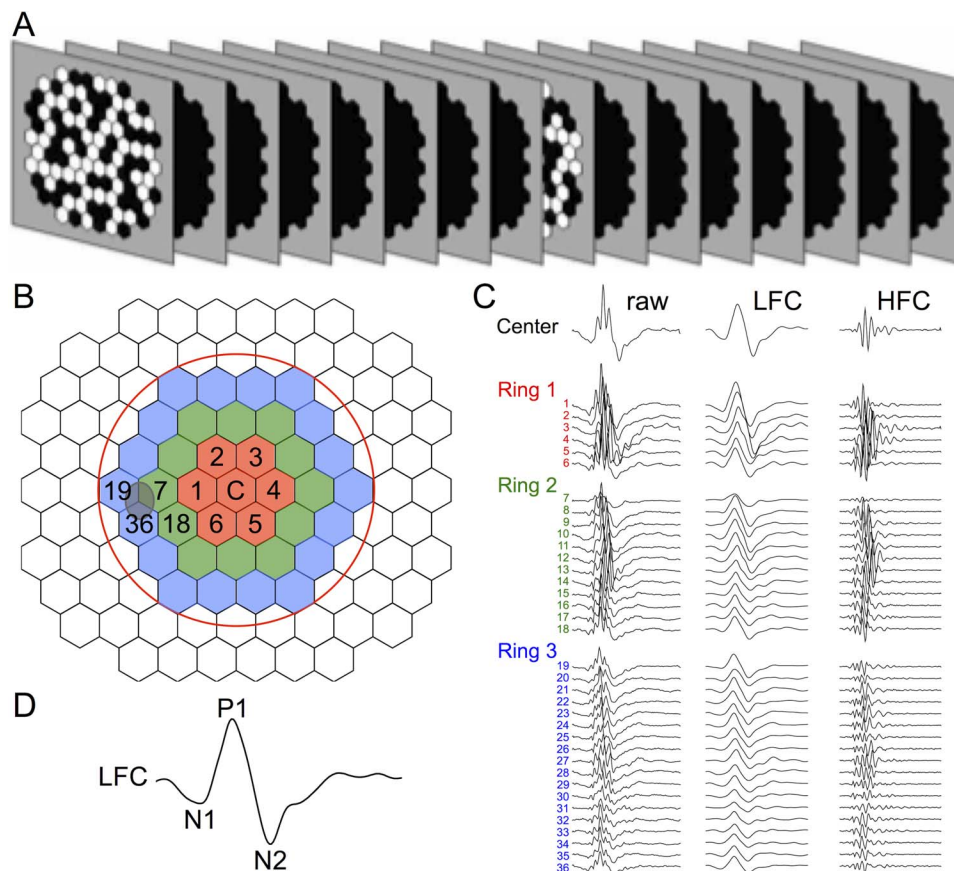 A
B
2 3
19 7 1 C 4
36 18 6 5
C
raw LFC HFC
Center
Ring 1
1
2
3
4
5
6
Ring 2
7
8
9
10
11
12
13
14
15
16
17
18
Ring 3
19
20
21
22
23
24
25
26
27
28
29
30
31
32
33
34
35
36
D
P1
LFC
N1
N2